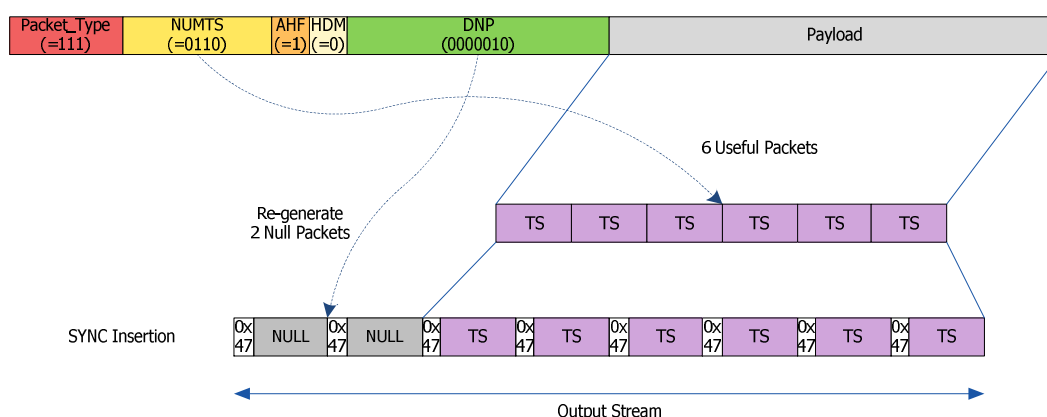 Packet_Type
(=111)
NUMTS
(=0110)
AHF
(=1)
HDM
(=0)
DNP
(0000010)
Payload
6 Useful Packets
Re-generate
2 Null Packets
TS
TS
TS
TS
TS
TS
SYNC Insertion
0x
47
NULL
0x
47
NULL
0x
47
TS
0x
47
TS
0x
47
TS
0x
47
TS
0x
47
TS
0x
47
TS
Output Stream